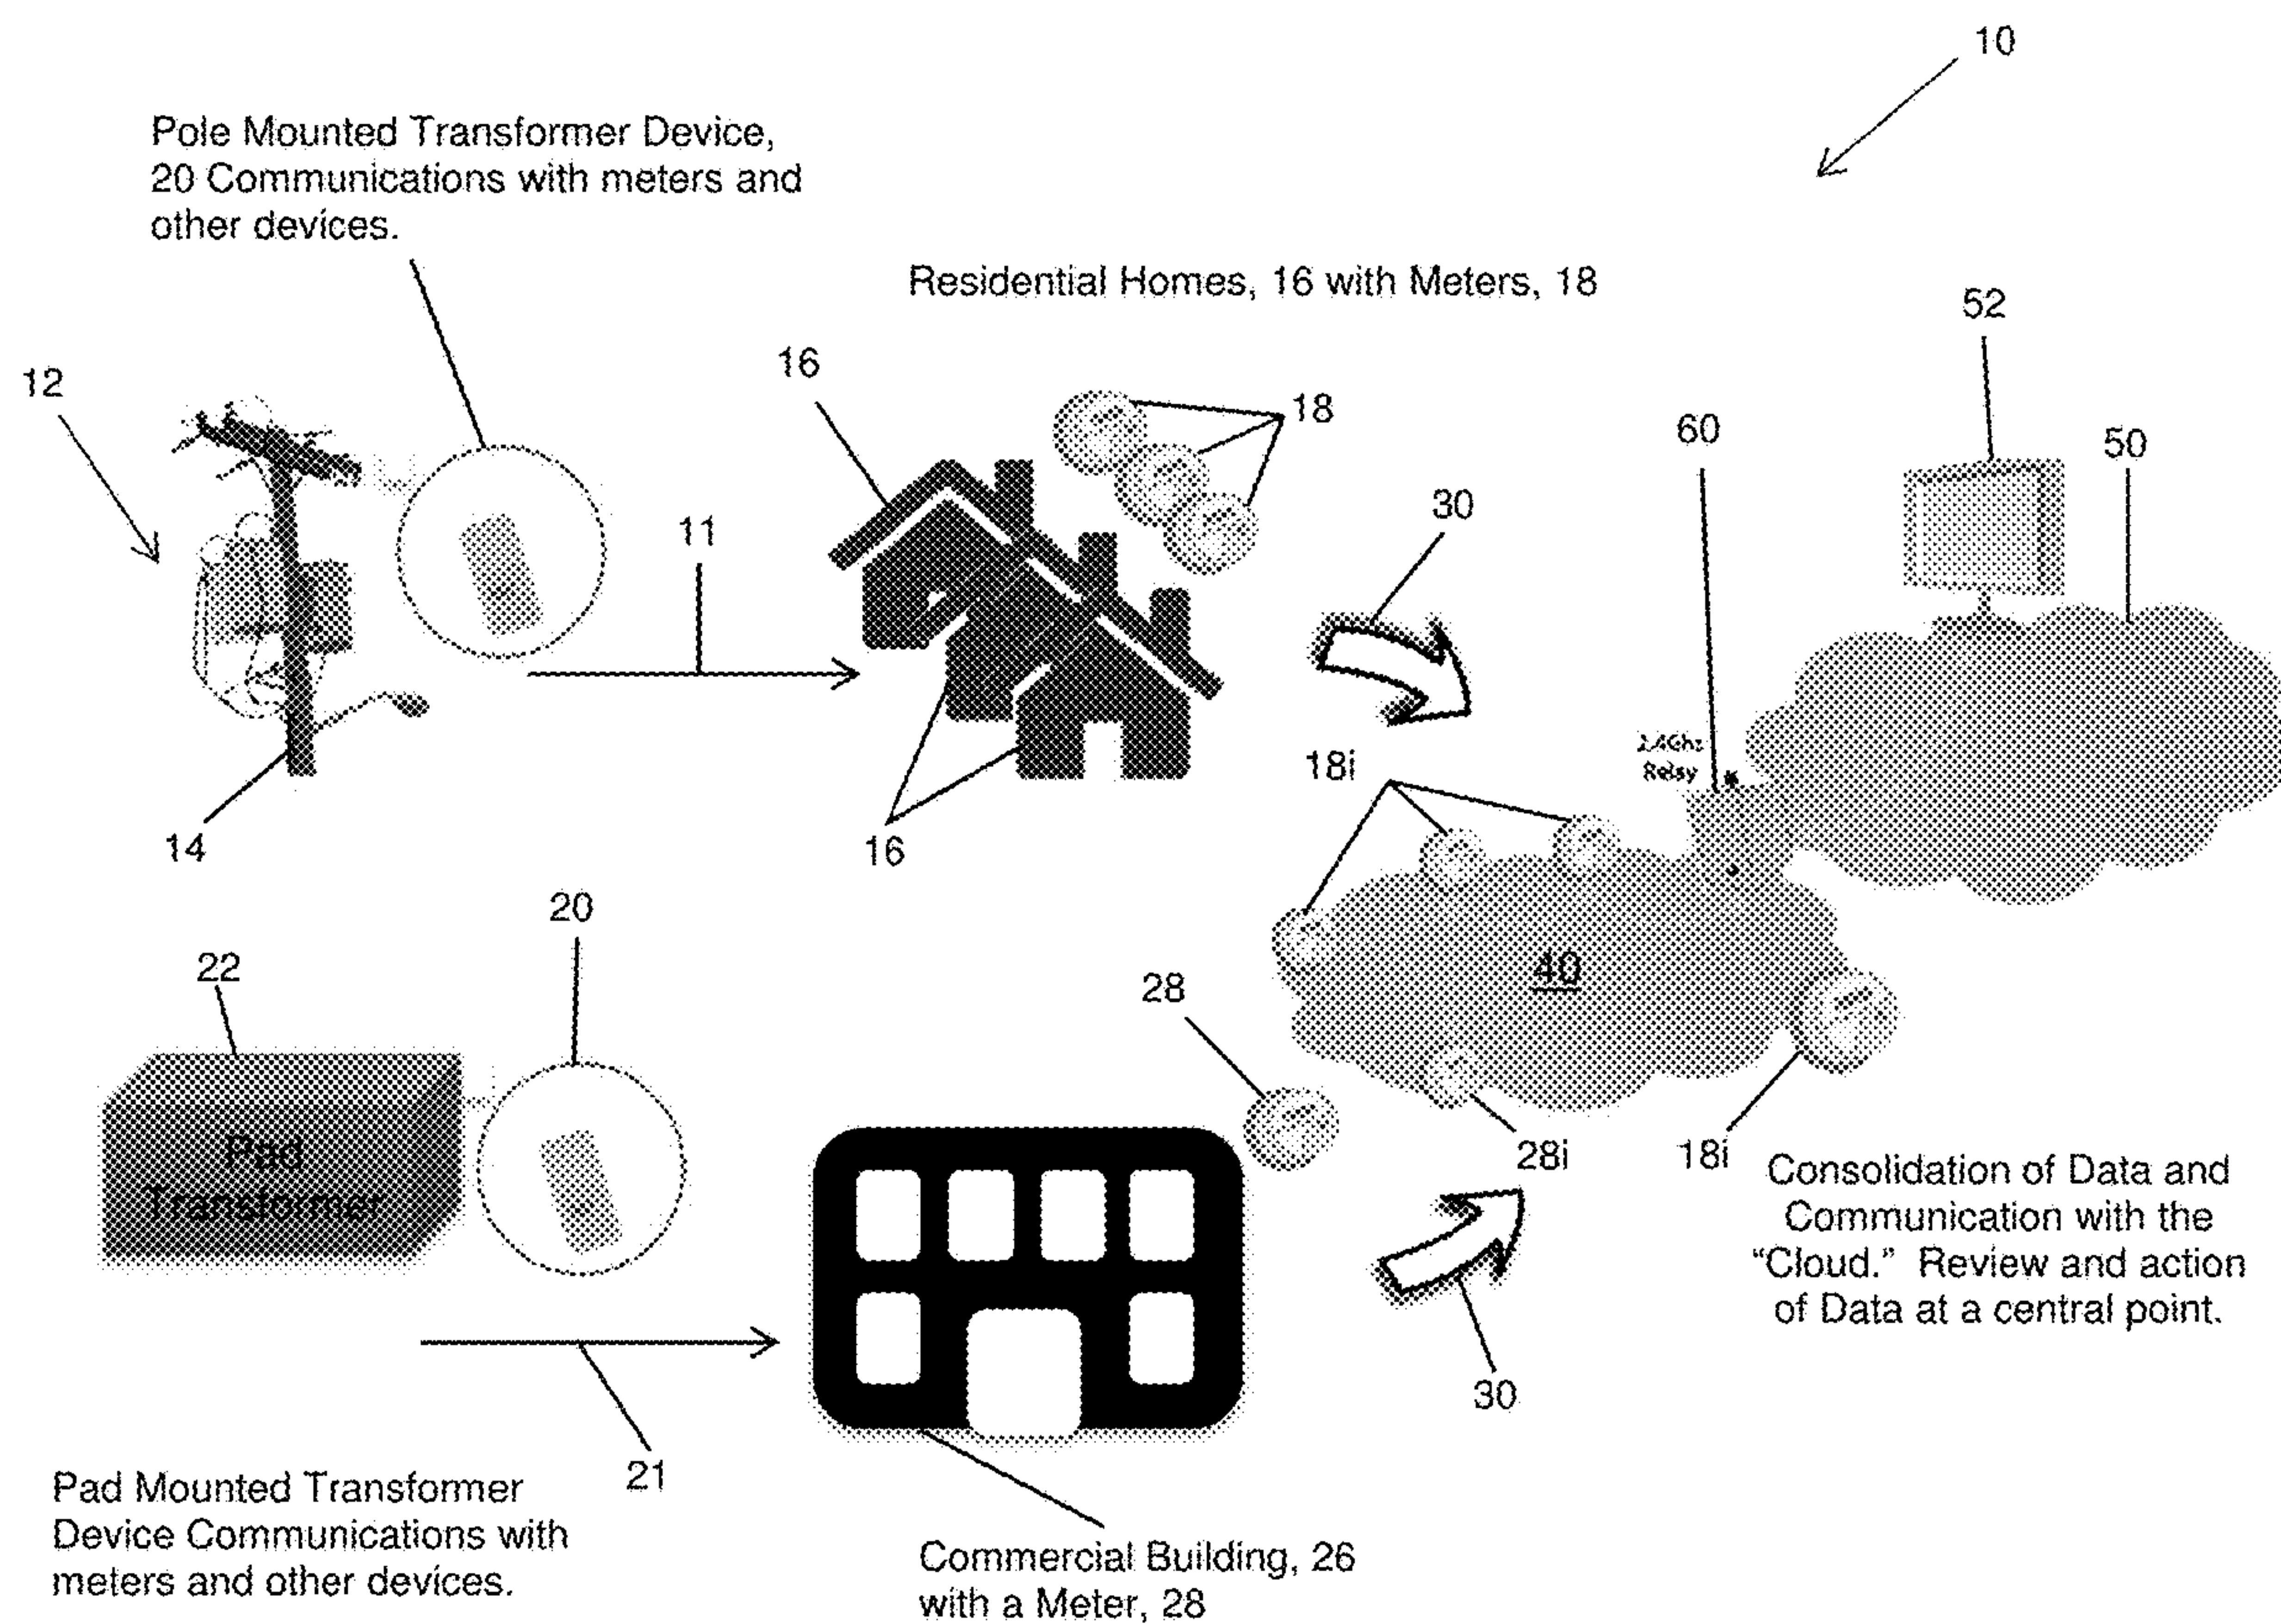 10
Pole Mounted Transformer Device,
20 Communications with meters and
other devices.
Residential Homes, 16 with Meters, 18
52
16
12
18
60
50
30
11
2.4Ghz
Relay
18i
14
16
20
22
40
28
Pad
Transformer
28i
18i
Consolidation of Data and
Communication with the
“Cloud.” Review and action
of Data at a central point.
30
21
Pad Mounted Transformer
Device Communications with
meters and other devices.
Commercial Building, 26
with a Meter, 28